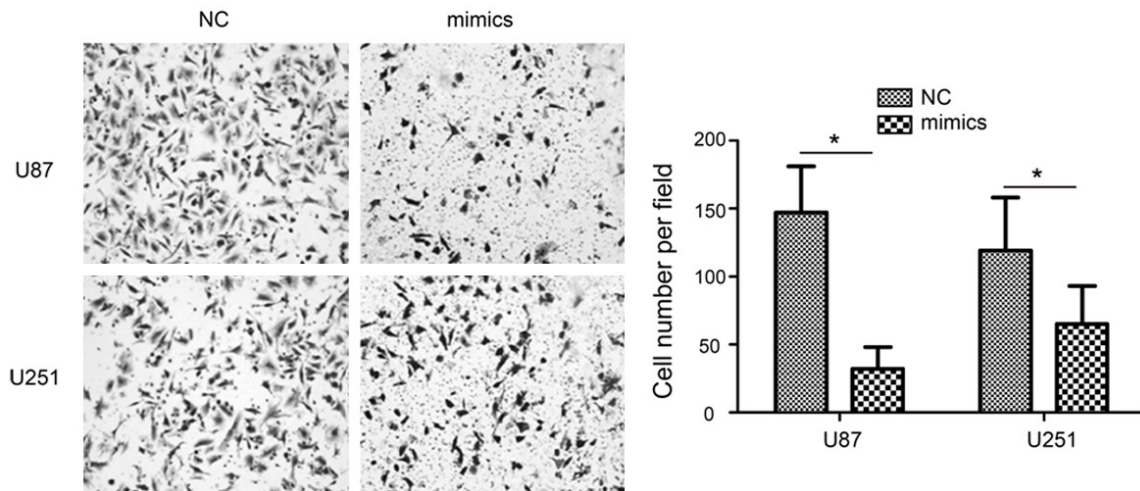 NC
mimics
U87
U251
NC
mimics
*
*
Cell number per field
200
150
100
50
0
U87
U251